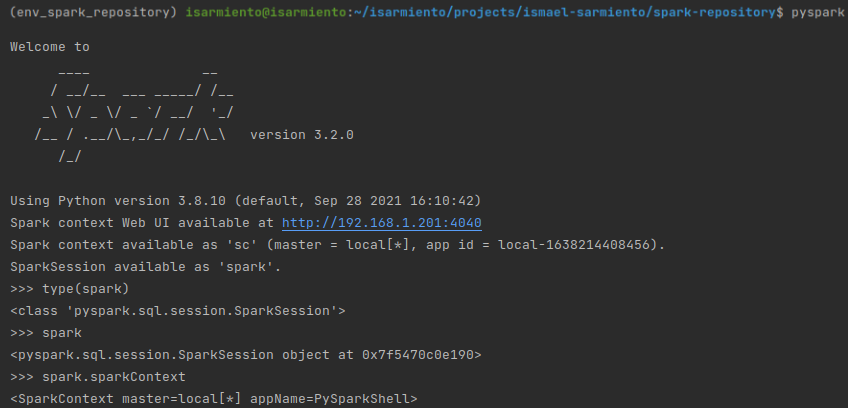 (env_spark_repository) isarmiento@isarmiento:~/isarmiento/projects/ismael-sarmiento/spark-repository$ pyspark
Welcome to
      ____              __
     / __/__  ___ _____/ /__
    _\ \/ _ \/ _ `/ __/  '_/
   /__ / .__/\_,_/_/ /_/\_\   version 3.2.0
      /_/
Using Python version 3.8.10 (default, Sep 28 2021 16:10:42)
Spark context Web UI available at http://192.168.1.201:4040
Spark context available as 'sc' (master = local[*], app id = local-1638214408456).
SparkSession available as 'spark'.
>>> type(spark)
<class 'pyspark.sql.session.SparkSession'>
>>> spark
<pyspark.sql.session.SparkSession object at 0x7f5470c0e190>
>>> spark.sparkContext
<SparkContext master=local[*] appName=PySparkShell>